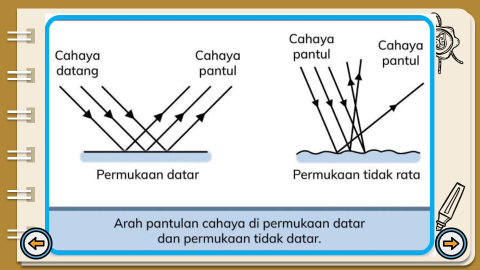 Cahaya
datang
Cahaya
pantul
Permukaan datar
Cahaya
pantul
Cahaya
pantul
Permukaan tidak rata
Arah pantulan cahaya di permukaan datar
dan permukaan tidak datar.